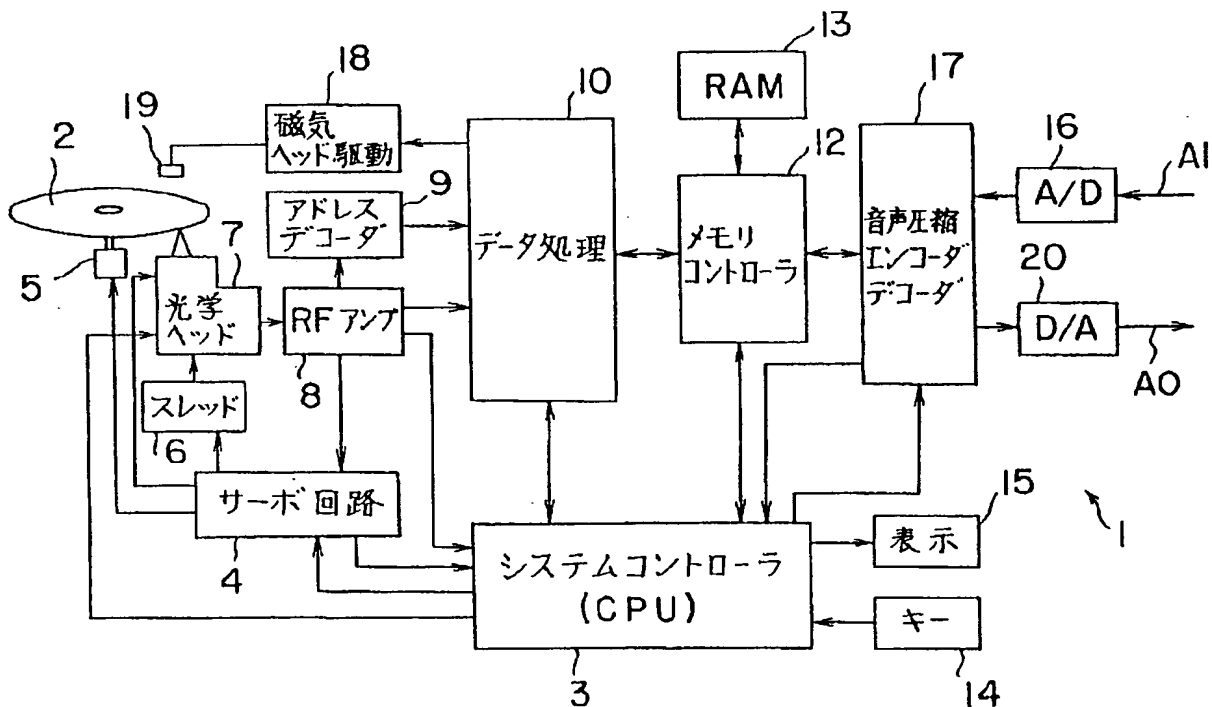 13
RAM
18
磁気
ヘッド駆動
19
2
10
データ処理
17
音声圧縮
エンコーダ
デコーダ
12
メモリ
コントローラ
16
A/D
A1
9
アドレス
デコーダ
7
5
光学
ヘッド
RFアンプ
8
20
D/A
A0
スレッド
6
サーボ回路
4
システムコントローラ
(CPU)
3
15
表示
1
キー
14